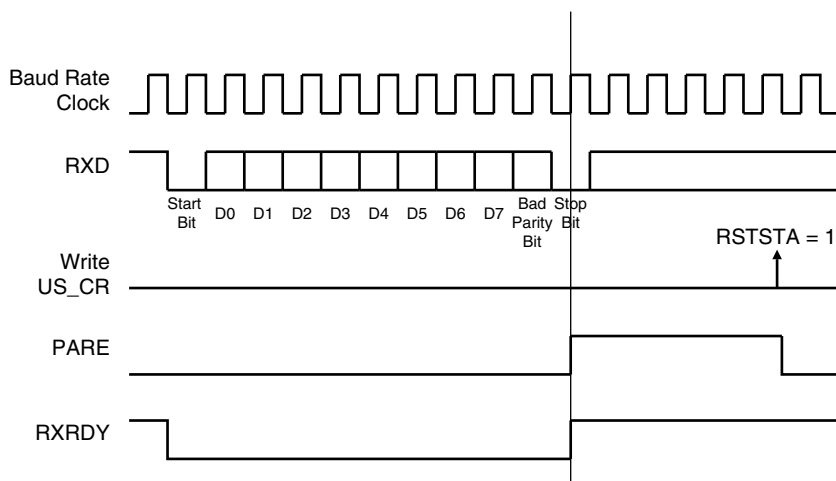 Baud Rate
Clock
RXD
Start
Bit
D0 D1 D2 D3 D4 D5 D6 D7
Bad
Parity
Bit
Stop
Bit
RSTSTA = 1
Write
US_CR
PARE
RXRDY